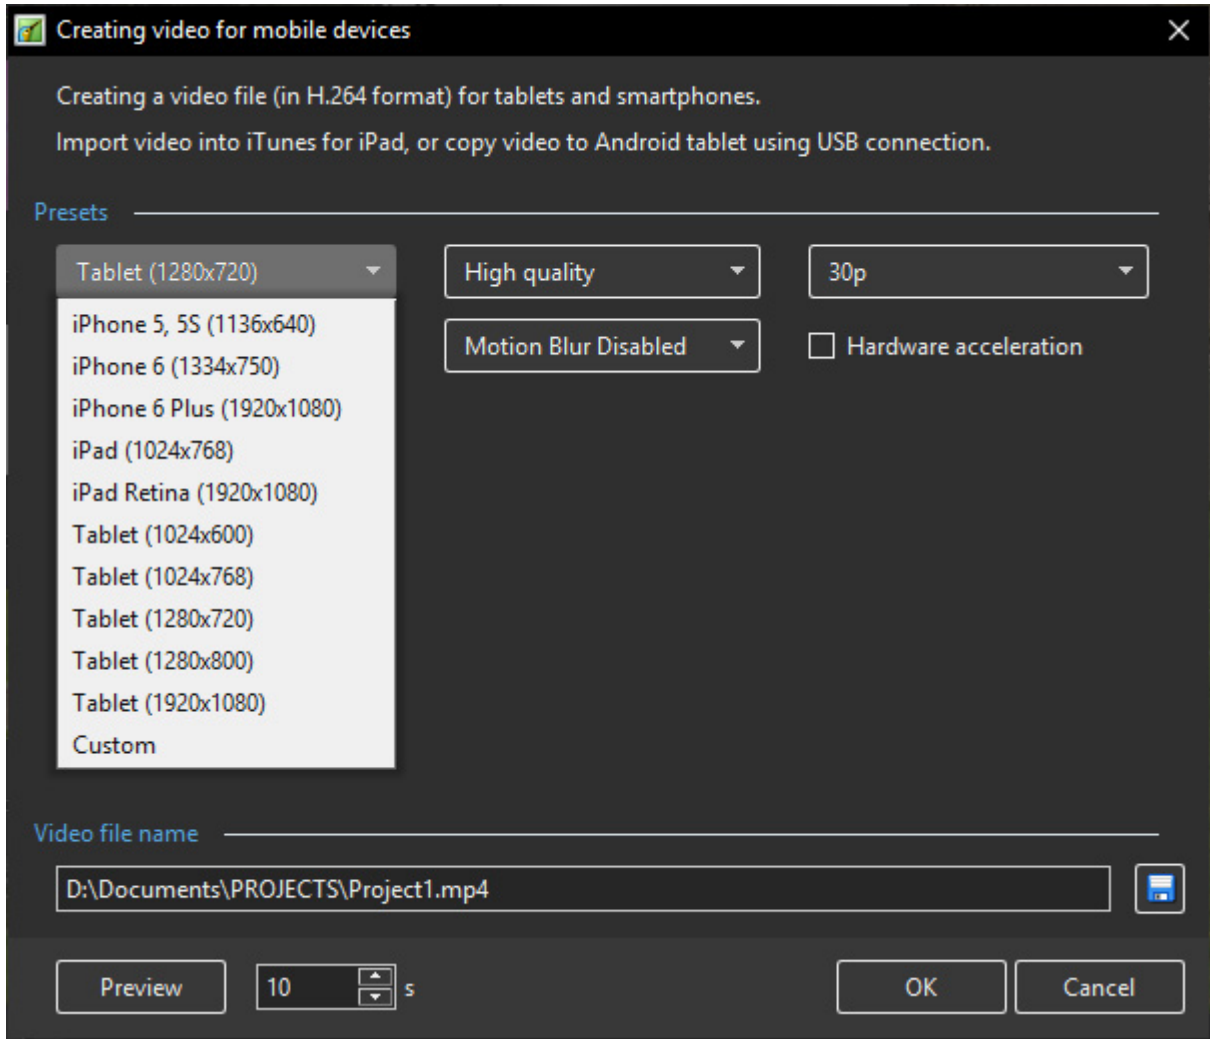 Creating video for mobile devices
Creating a video file (in H.264 format) for tablets and smartphones.
Import video into iTunes for iPad, or copy video to Android tablet using USB connection.
Presets
Tablet (1280x720)
High quality
30p
iPhone 5, 5S (1136x640)
iPhone 6 (1334x750)
iPhone 6 Plus (1920x1080)
iPad (1024x768)
iPad Retina (1920x1080)
Tablet (1024x600)
Tablet (1024x768)
Tablet (1280x720)
Tablet (1280x800)
Tablet (1920x1080)
Custom
Motion Blur Disabled
Hardware acceleration
Video file name
D:\Documents\PROJECTS\Project1.mp4
Preview
10
s
OK
Cancel